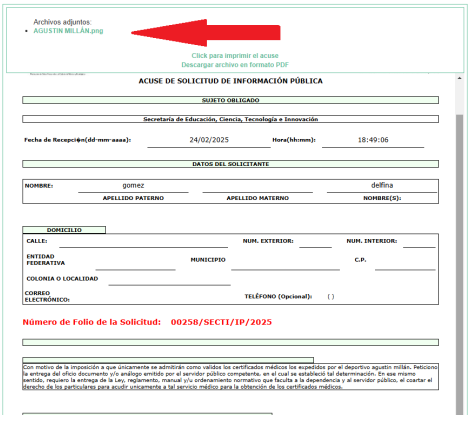 Archivos adjuntos:
• AGUSTIN MILLÁN.png
Click para imprimir el acuse
Descargar archivo en formato PDF
ACUSE DE SOLICITUD DE INFORMACIÓN PÚBLICA
SUJETO OBLIGADO
Secretaría de Educación, Ciencia, Tecnología e Innovación
Fecha de Recepci�n(dd-mm-aaaa): 24/02/2025 Hora(hh:mm): 18:49:06
DATOS DEL SOLICITANTE
NOMBRE: gomez delfina
APELLIDO PATERNO APELLIDO MATERNO NOMBRE(S):
DOMICILIO
CALLE: NUM. EXTERIOR: NUM. INTERIOR:
ENTIDAD
FEDERATIVA MUNICIPIO C.P.
COLONIA O LOCALIDAD
CORREO
ELECTRÓNICO: TELÉFONO (Opcional): ( )
Número de Folio de la Solicitud: 00258/SECTI/IP/2025
Con motivo de la imposición a que únicamente se admitirán como validos los certificados médicos los expedidos por el deportivo agustin millán. Peticiono
la entrega del oficio documento y/o análogo emitido por el servidor público competente, en el cual se estableció tal determinación. En ese mismo
sentido, requiero la entrega de la Ley, reglamento, manual y/u ordenamiento normativo que faculta a la dependencia y al servidor público, el coartar el
derecho de los particulares para acudir unicamente a tal servicio médico para la obtención de los certificados médicos.